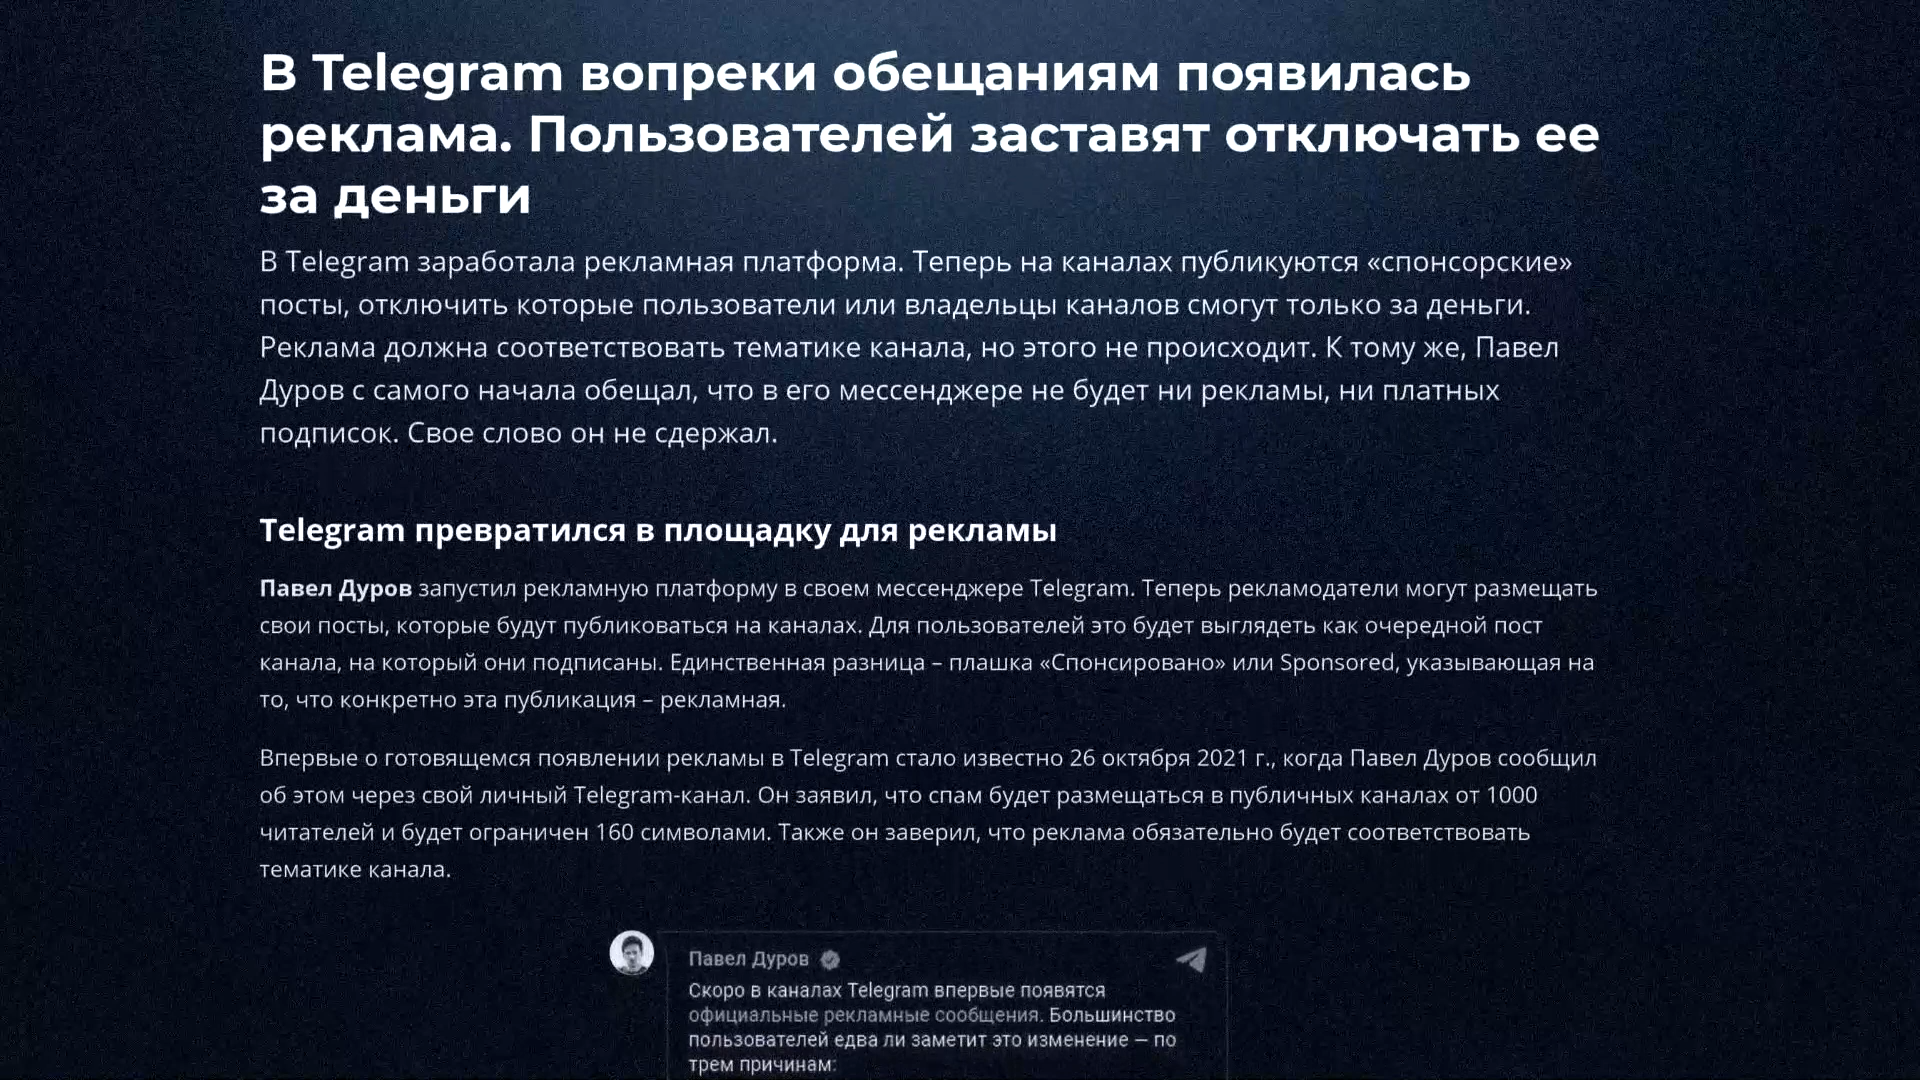 В Telegram вопреки обещаниям появилась
реклама. Пользователей заставят отключать ее
за деньги
В Telegram заработала рекламная платформа. Теперь на каналах публикуются «спонсорские»
посты, отключить которые пользователи или владельцы каналов смогут только за деньги.
Реклама должна соответствовать тематике канала, но этого не происходит. К тому же, Павел
Дуров с самого начала обещал, что в его мессенджере не будет ни рекламы, ни платных
подписок. Свое слово он не сдержал.
Telegram превратился в площадку для рекламы
Павел Дуров запустил рекламную платформу в своем мессенджере Telegram. Теперь рекламодатели могут размещать
свои посты, которые будут публиковаться на каналах. Для пользователей это будет выглядеть как очередной пост
канала, на который они подписаны. Единственная разница – плашка «Спонсировано» или Sponsored, указывающая на
то, что конкретно эта публикация – рекламная.
Впервые о готовящемся появлении рекламы в Telegram стало известно 26 октября 2021 г., когда Павел Дуров сообщил
об этом через свой личный Telegram-канал. Он заявил, что спам будет размещаться в публичных каналах от 1000
читателей и будет ограничен 160 символами. Также он заверил, что реклама обязательно будет соответствовать
тематике канала.
Павел Дуров
Скоро в каналах Telegram впервые появятся
официальные рекламные сообщения. Большинство
пользователей едва ли заметит это изменение — по
трем причинам: